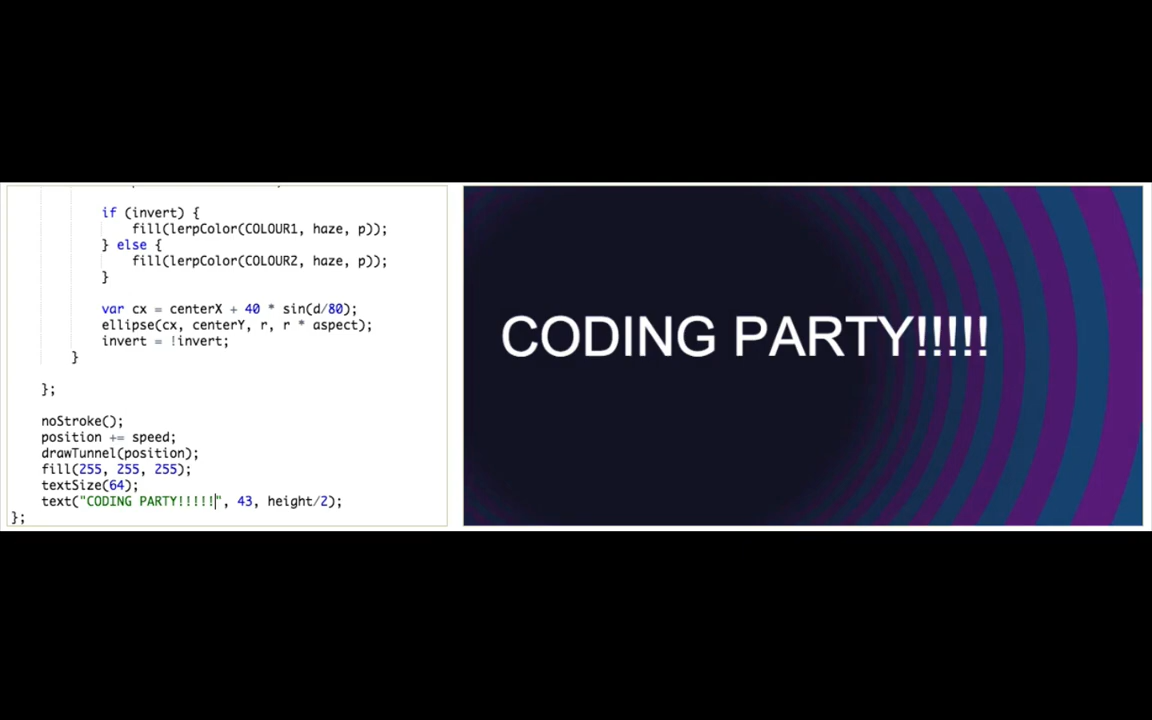 if (invert) {
fill(lerpColor(COLOUR1, haze, p));
} else {
fill(lerpColor(COLOUR2, haze, p));
}
var cx = centerX + 40 * sin(d/80);
ellipse(cx, centerY, r, r * aspect);
invert = !invert;
}
};
noStroke();
position += speed;
drawTunnel(position);
fill(255, 255, 255);
textSize(64);
text("CODING PARTY!!!!!", 43, height/2);
};
CODING PARTY!!!!!